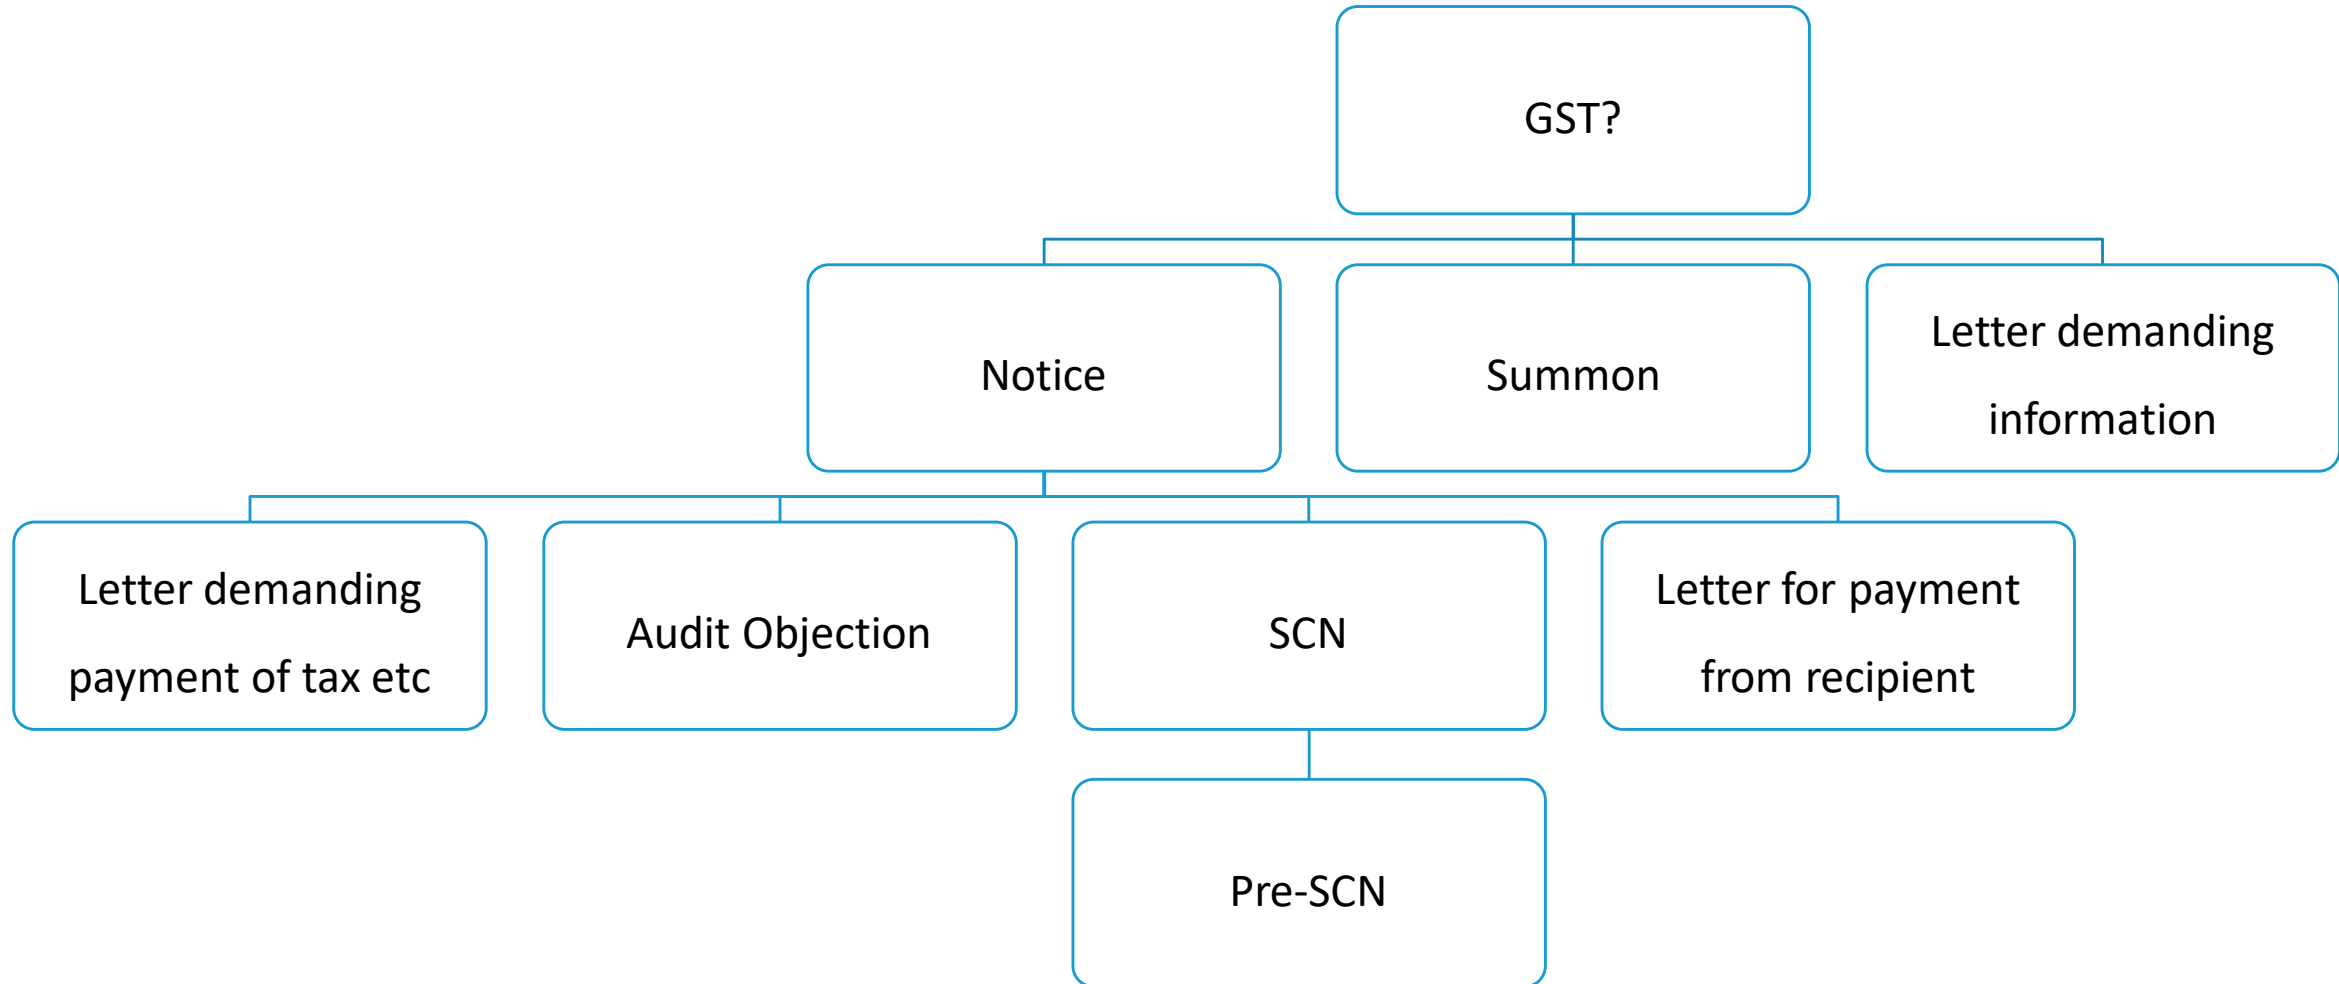 GST?
Notice
Summon
Letter demanding
information
Letter demanding
payment of tax etc
Audit Objection
SCN
Letter for payment
from recipient
Pre-SCN